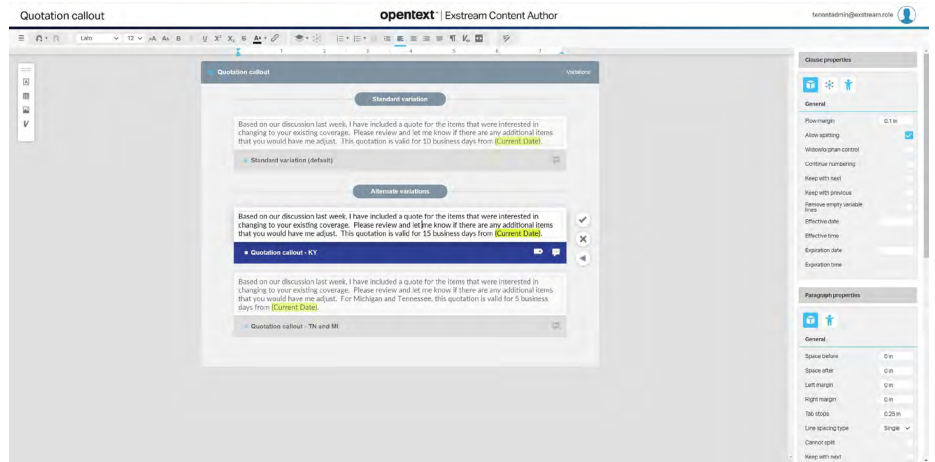 Quotation callout
opentext™ | Exstream Content Author
tenentadmin@exstream.role
Lato 12 AA AA B I U X² X₂ S A
1 2 3 4 5 6 7
Quotation callout Variations
Standard variation
Based on our discussion last week, I have included a quote for the items that were interested in
changing to your existing coverage. Please review and let me know if there are any additional items
that you would have me adjust. This quotation is valid for 10 business days from (Current Date).
Standard variation (default)
Alternate variations
Based on our discussion last week, I have included a quote for the items that were interested in
changing to your existing coverage. Please review and let me know if there are any additional items
that you would have me adjust. This quotation is valid for 15 business days from (Current Date).
Quotation callout - KY
Based on our discussion last week, I have included a quote for the items that were interested in
changing to your existing coverage. Please review and let me know if there are any additional items
that you would have me adjust. For Michigan and Tennessee, this quotation is valid for 5 business
days from (Current Date).
Quotation callout - TN and MI
Clause properties
General
Flow margin 0.1 in
Allow splitting
Widow/orphan control
Continue numbering
Keep with next
Keep with previous
Remove empty variable
lines
Effective date
Effective time
Expiration date
Expiration time
Paragraph properties
General
Space before 0 in
Space after 0 in
Left margin 0 in
Right margin 0 in
Tab stops 0.25 in
Line spacing type Single
Cannot split
Keep with next